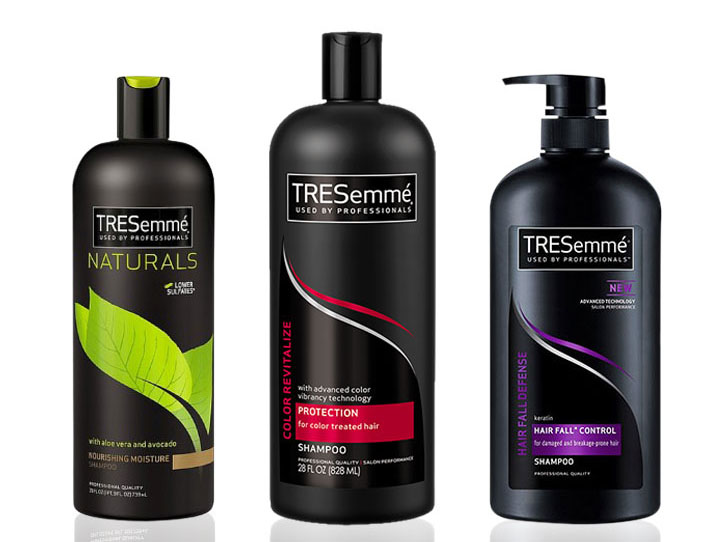 TRESemmé
USED BY PROFESSIONALS
NATURALS
LOWER
SULFATES*
with aloe vera and avocado
NOURISHING MOISTURE
SHAMPOO
PROFESSIONAL QUALITY
TRESemmé
USED BY PROFESSIONALS
COLOR REVITALIZE
with advanced color
vibrancy technology
PROTECTION
for color treated hair
SHAMPOO
PROFESSIONAL QUALITY | SALON PERFORMANCE
28 FL OZ (828 ML)
TRESemmé
USED BY PROFESSIONALS
NEW
ADVANCED TECHNOLOGY
SALON PERFORMANCE
HAIR FALL DEFENSE
keratin
HAIR FALL* CONTROL
for damaged and breakage-prone hair
SHAMPOO
PROFESSIONAL QUALITY